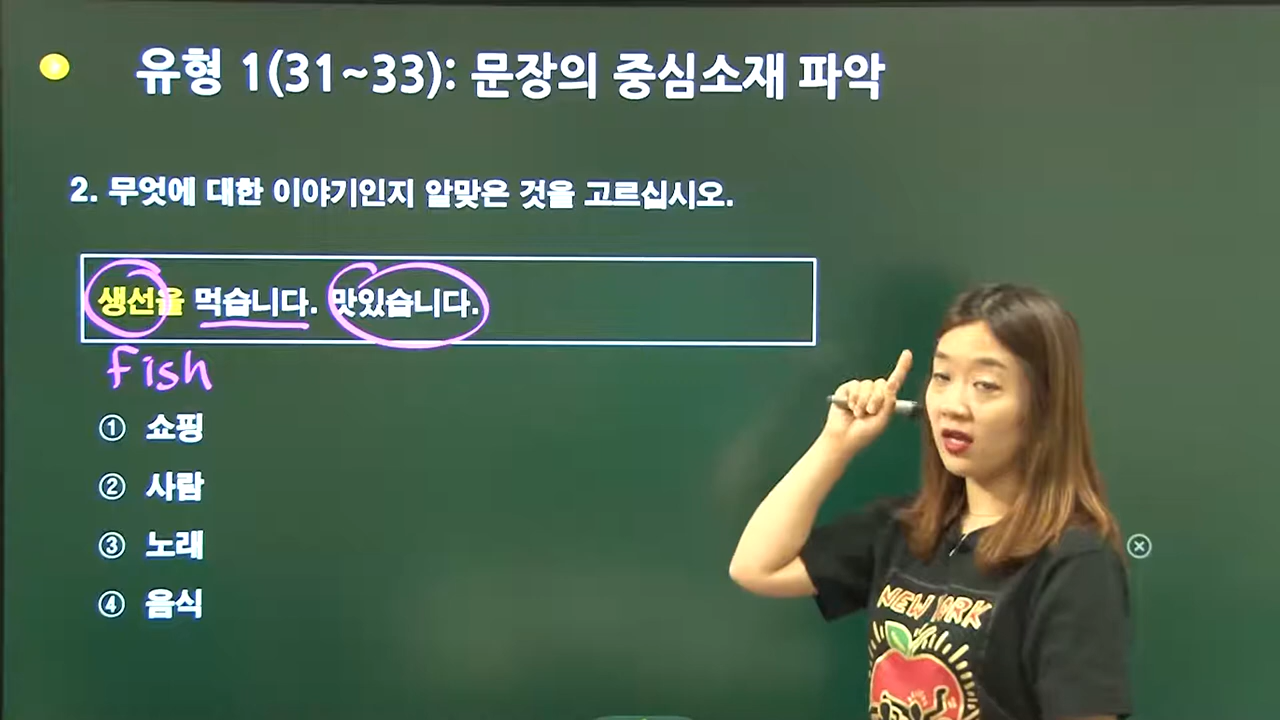 유형 1(31~33): 문장의 중심소재 파악
2. 무엇에 대한 이야기인지 알맞은 것을 고르십시오.
생선을 먹습니다. 맛있습니다.
fish
① 쇼핑
② 사람
③ 노래
④ 음식
NEW YORK